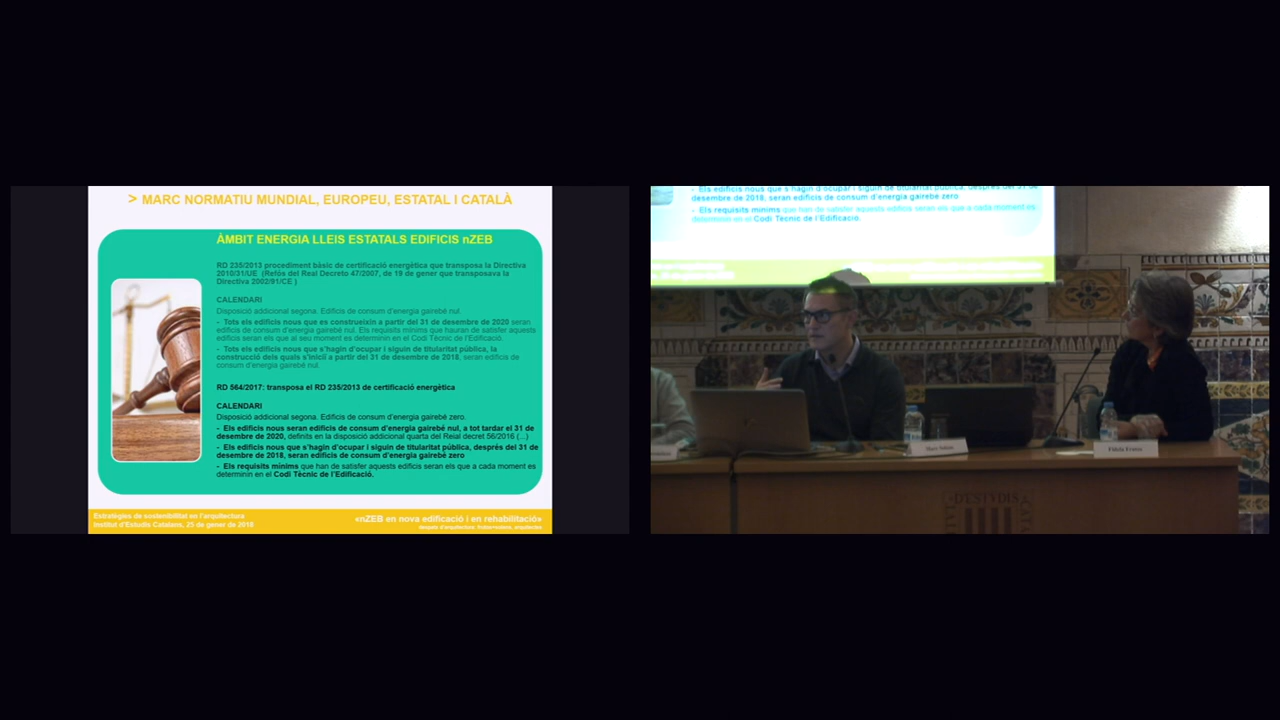 > MARC NORMATIU MUNDIAL, EUROPEU, ESTATAL I CATALÀ
ÀMBIT ENERGIA LLEIS ESTATALS EDIFICIS nZEB
RD 235/2013 procediment bàsic de certificació energètica que transposa la Directiva
2010/31/UE (Refós del Real Decreto 47/2007, de 19 de gener que transposava la
Directiva 2002/91/CE )
CALENDARI
Disposició addicional segona. Edificis de consum d'energia gairebé nul.
- Tots els edificis nous que es construeixin a partir del 31 de desembre de 2020 seran
edificis de consum d'energia gairebé nul. Els requisits mínims que hauran de satisfer aquests
edificis seran els que al seu moment es determinin en el Codi Tècnic de l'Edificació.
- Tots els edificis nous que s'hagin d'ocupar i siguin de titularitat pública, la
construcció dels quals s'iniciï a partir del 31 de desembre de 2018, seran edificis de
consum d'energia gairebé nul.
RD 564/2017: transposa el RD 235/2013 de certificació energètica
CALENDARI
Disposició addicional segona. Edificis de consum d'energia gairebé zero.
- Els edificis nous seran edificis de consum d'energia gairebé nul, a tot tardar el 31 de
desembre de 2020, definits en la disposició addicional quarta del Reial decret 56/2016 (...)
- Els edificis nous que s'hagin d'ocupar i siguin de titularitat pública, després del 31 de
desembre de 2018, seran edificis de consum d'energia gairebé zero
- Els requisits mínims que han de satisfer aquests edificis seran els que a cada moment es
determinin en el Codi Tècnic de l'Edificació.
Estratègies de sostenibilitat en l'arquitectura
Institut d'Estudis Catalans, 25 de gener de 2018
«nZEB en nova edificació i en rehabilitació»
- Els edificis nous que s'hagin d'ocupar i siguin de titularitat pública, després del 31 de
desembre de 2018, seran edificis de consum d'energia gairebé zero
- Els requisits mínims que han de satisfer aquests edificis seran els que a cada moment es
determinin en el Codi Tècnic de l'Edificació.
D'ESTVDIS